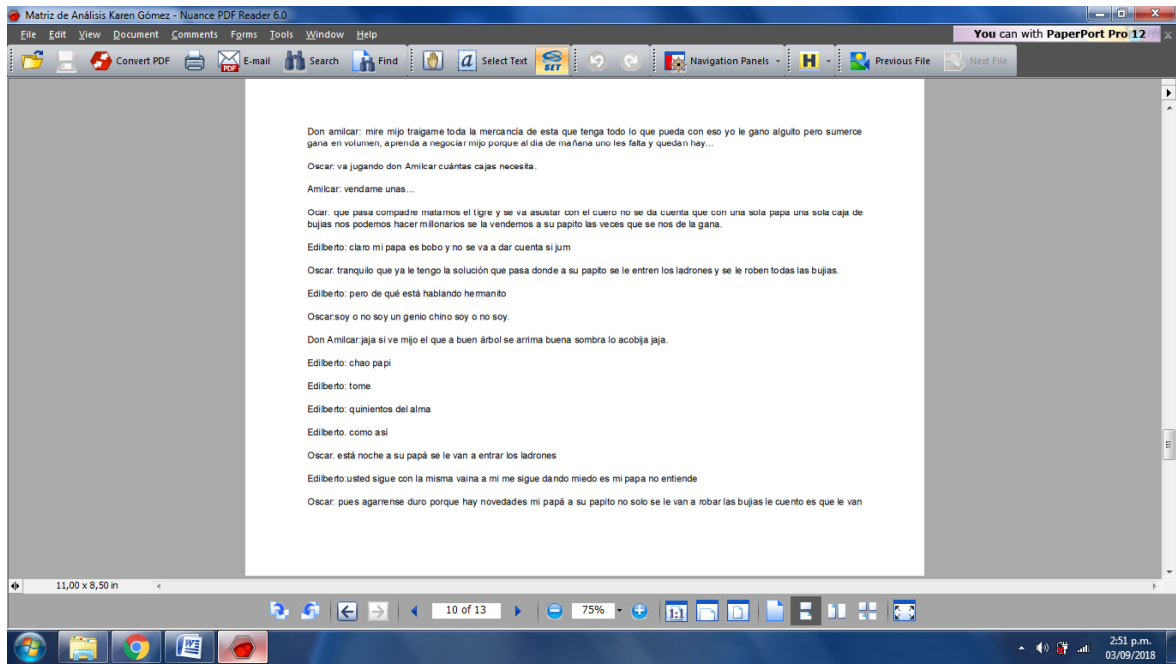 Matriz de Análisis Karen Gómez - Nuance PDF Reader 6.0
File Edit View Document Comments Forms Tools Window Help
You can with PaperPort Pro 12
Convert PDF E-mail Search Find Select Text SET Navigation Panels H Previous File Next File
Don amilcar: mire mijo traigame toda la mercancía de esta que tenga todo lo que pueda con eso yo le gano alguito pero sumerce
gana en volumen, aprenda a negociar mijo porque al dia de mañana uno les falta y quedan hay...
Oscar: va jugando don Amilcar cuántas cajas necesita.
Amilcar: vendame unas...
Ocar: que pasa compadre matamos el tigre y se va asustar con el cuero no se da cuenta que con una sola papa una sola caja de
bujias nos podemos hacer millonarios se la vendemos a su papito las veces que se nos de la gana.
Edilberto: claro mi papa es bobo y no se va a dar cuenta si jum
Oscar. tranquilo que ya le tengo la solución que pasa donde a su papito se le entren los ladrones y se le roben todas las bujias.
Edilberto: pero de qué está hablando hermanito
Oscar:soy o no soy un genio chino soy o no soy.
Don Amilcar:jaja si ve mijo el que a buen árbol se arrima buena sombra lo acobija jaja.
Edilberto: chao papi
Edilberto: tome
Edilberto: quinientos del alma
Edilberto. como así
Oscar. está noche a su papá se le van a entrar los ladrones
Edilberto:usted sigue con la misma vaina a mi me sigue dando miedo es mi papa no entiende
Oscar: pues agarrense duro porque hay novedades mi papá a su papito no solo se le van a robar las bujias le cuento es que le van
11,00 x 8,50 in
10 of 13 75% 1:1
2:51 p.m.
03/09/2018